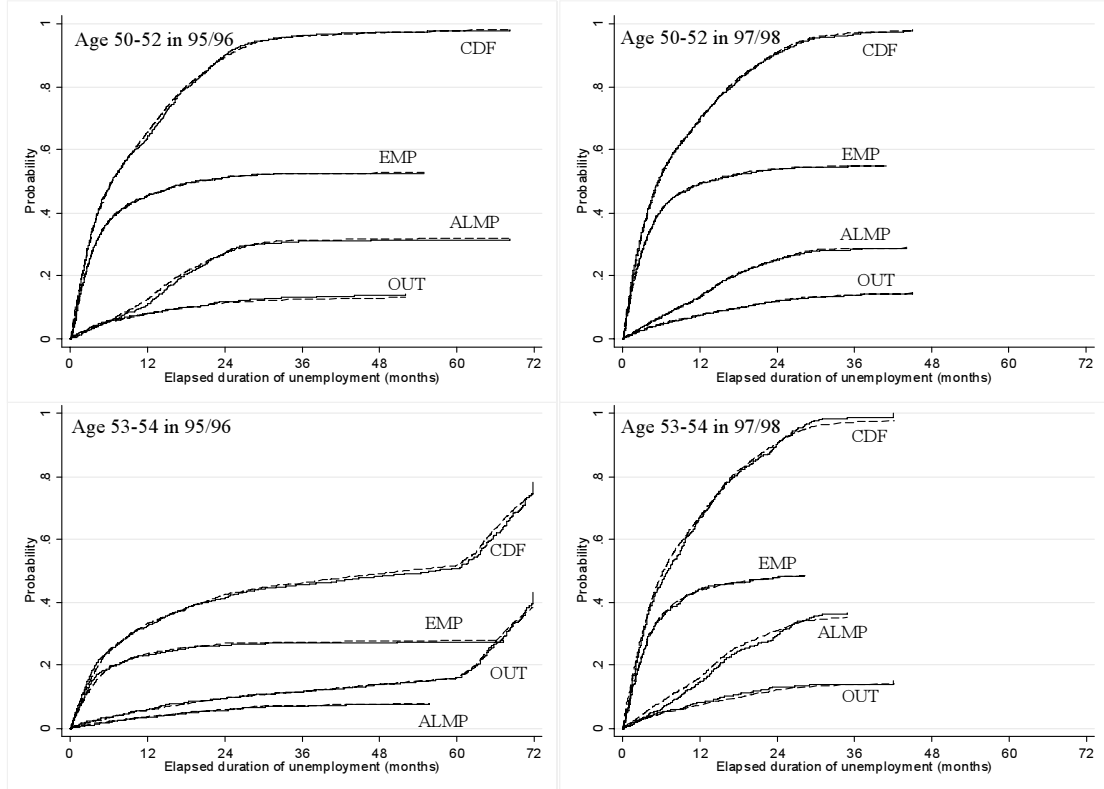 Age 50-52 in 95/96
Probability
1
.8
.6
.4
.2
0
CDF
EMP
ALMP
OUT
0 12 24 36 48 60 72
Elapsed duration of unemployment (months)
Age 50-52 in 97/98
Probability
1
.8
.6
.4
.2
0
CDF
EMP
ALMP
OUT
0 12 24 36 48 60 72
Elapsed duration of unemployment (months)
Age 53-54 in 95/96
Probability
1
.8
.6
.4
.2
0
CDF
EMP
OUT
ALMP
0 12 24 36 48 60 72
Elapsed duration of unemployment (months)
Age 53-54 in 97/98
Probability
1
.8
.6
.4
.2
0
CDF
EMP
ALMP
OUT
0 12 24 36 48 60 72
Elapsed duration of unemployment (months)